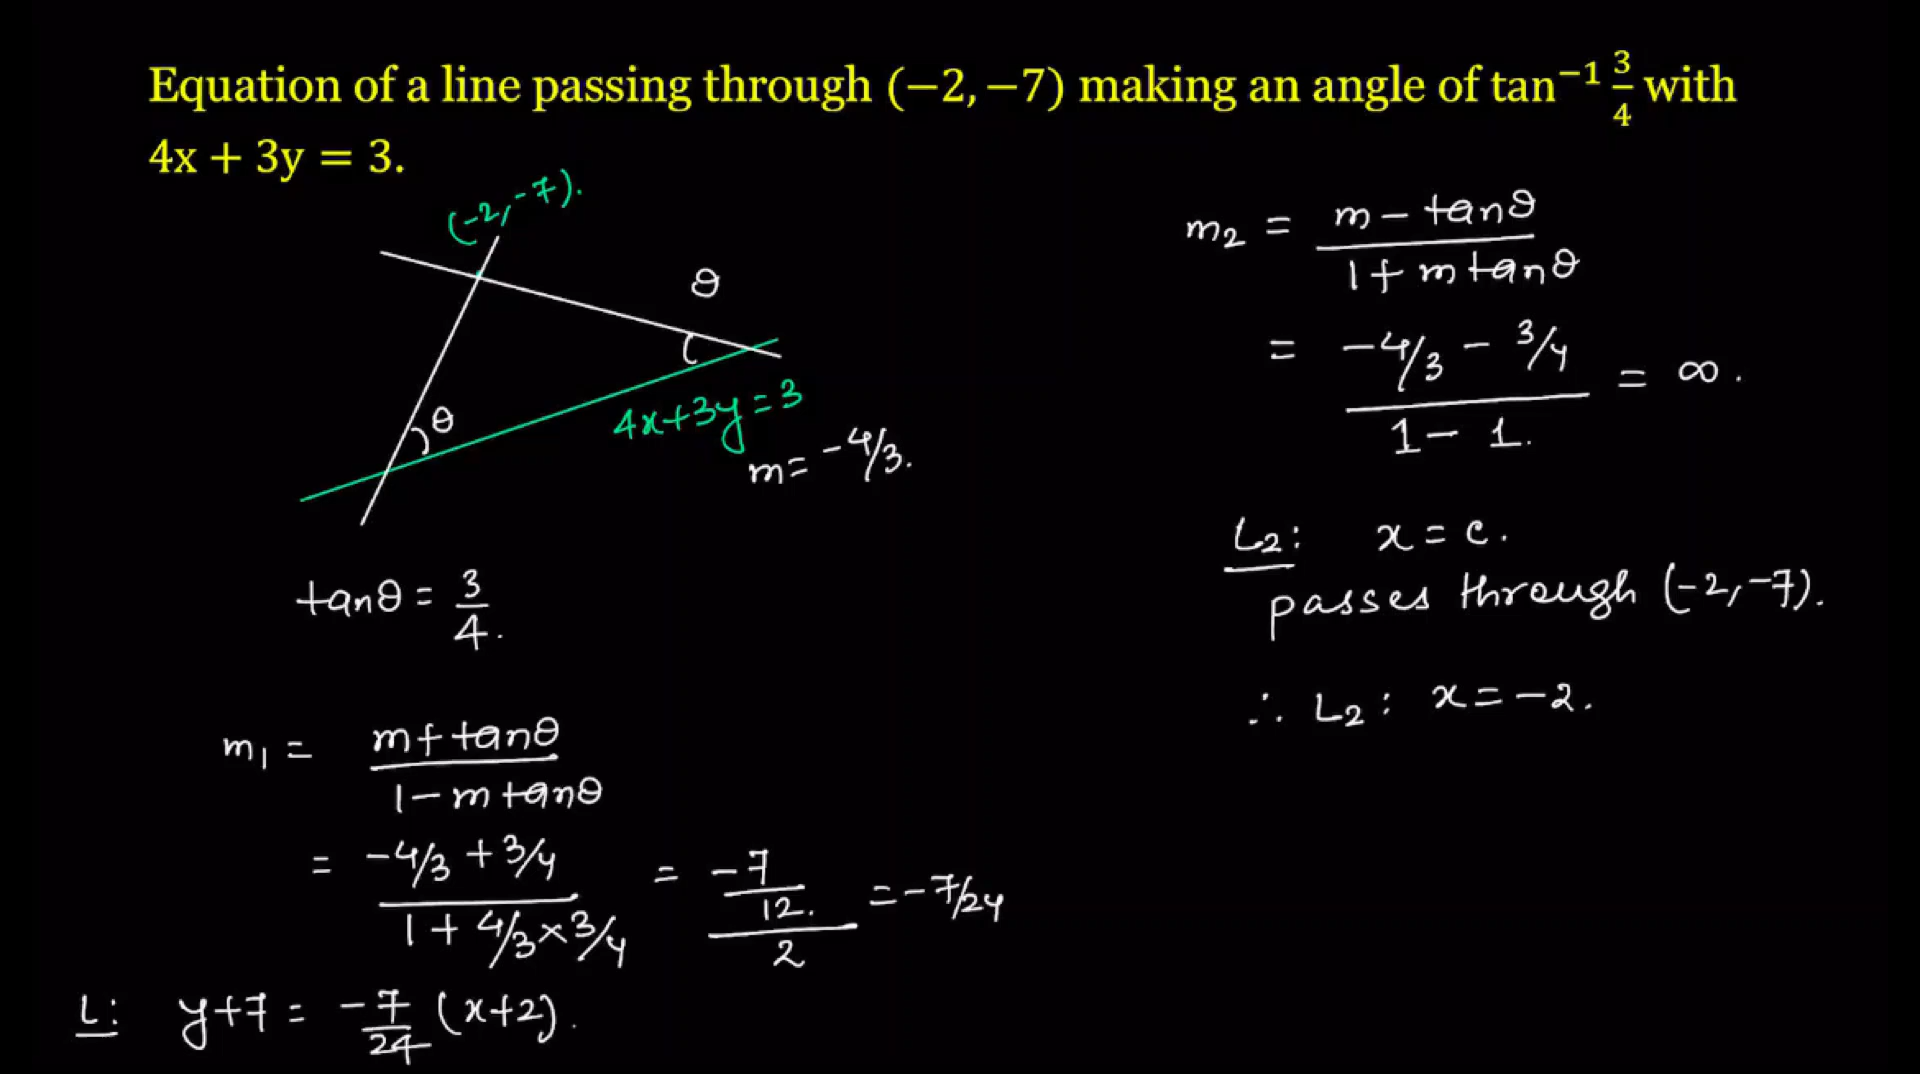 Equation of a line passing through (−2, −7) making an angle of tan⁻¹ 3/4 with
4x + 3y = 3.
(-2, -7).
θ
θ
4x+3y=3
m= -4/3.
tanθ = 3/4.
m₁ = (m+tanθ)/(1-m tanθ)
= (-4/3 + 3/4)/(1 + 4/3×3/4) = (-7/12.)/2 = -7/24
L: y+7 = -7/24 (x+2).
m₂ = (m - tanθ)/(1+m tanθ)
= (-4/3 - 3/4)/(1 - 1.) = ∞.
L₂: x = c.
passes through (-2, -7).
∴ L₂: x = -2.